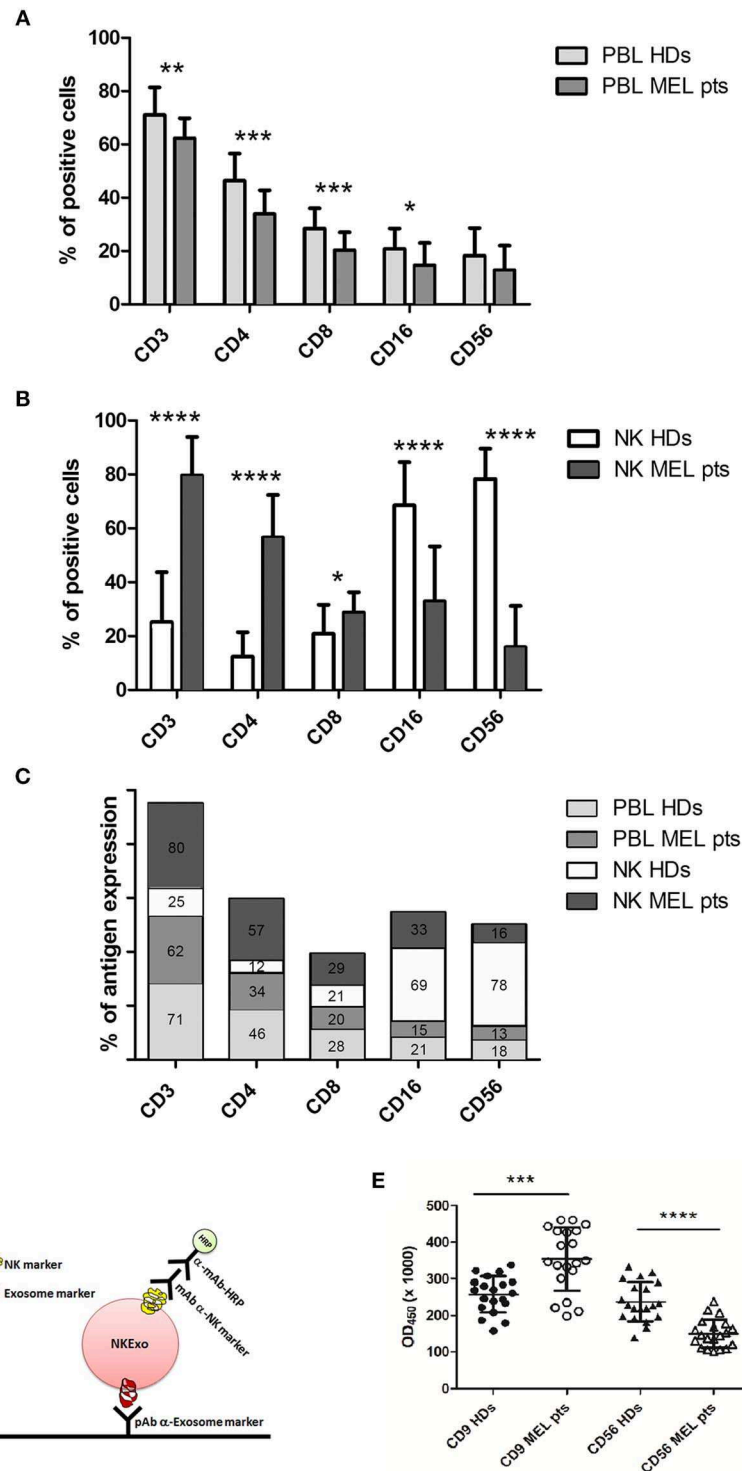 A
100
80
60
40
20
0
% of positive cells
**
***
***
*
CD3
CD4
CD8
CD16
CD56
PBL HDs
PBL MEL pts
B
100
80
60
40
20
0
% of positive cells
****
****
*
****
****
CD3
CD4
CD8
CD16
CD56
NK HDs
NK MEL pts
C
% of antigen expression
80
25
62
71
57
12
34
46
29
21
20
28
33
69
15
21
16
78
13
18
CD3
CD4
CD8
CD16
CD56
PBL HDs
PBL MEL pts
NK HDs
NK MEL pts
NK marker
Exosome marker
HRP
α-mAb-HRP
mAb α-NK marker
NKExo
pAb α-Exosome marker
E
500
400
300
200
100
0
OD450 (x 1000)
***
****
CD9 HDs
CD9 MEL pts
CD56 HDs
CD56 MEL pts